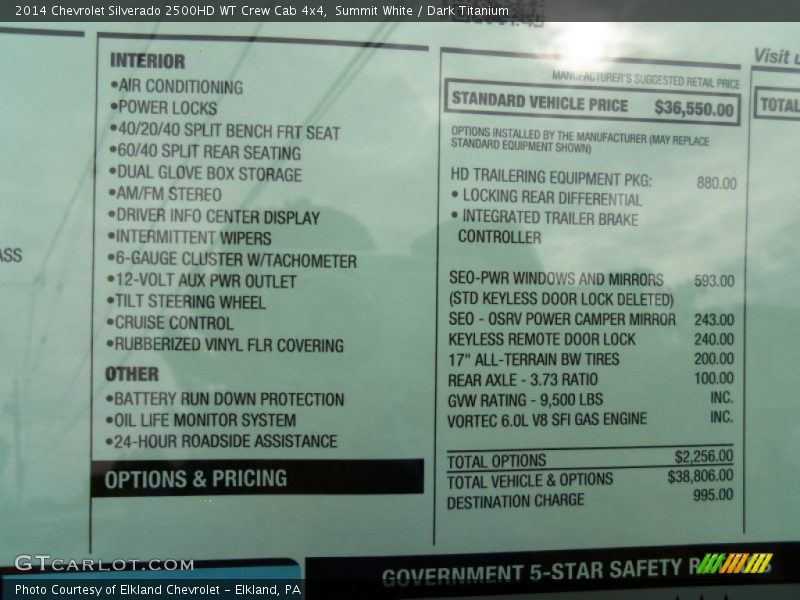 2014 Chevrolet Silverado 2500HD WT Crew Cab 4x4, Summit White / Dark Titanium
ASS
INTERIOR
•AIR CONDITIONING
•POWER LOCKS
•40/20/40 SPLIT BENCH FRT SEAT
•60/40 SPLIT REAR SEATING
•DUAL GLOVE BOX STORAGE
•AM/FM STEREO
•DRIVER INFO CENTER DISPLAY
•INTERMITTENT WIPERS
•6-GAUGE CLUSTER W/TACHOMETER
•12-VOLT AUX PWR OUTLET
•TILT STEERING WHEEL
•CRUISE CONTROL
•RUBBERIZED VINYL FLR COVERING
OTHER
•BATTERY RUN DOWN PROTECTION
•OIL LIFE MONITOR SYSTEM
•24-HOUR ROADSIDE ASSISTANCE
OPTIONS & PRICING
MANUFACTURER'S SUGGESTED RETAIL PRICE
STANDARD VEHICLE PRICE $36,550.00
OPTIONS INSTALLED BY THE MANUFACTURER (MAY REPLACE
STANDARD EQUIPMENT SHOWN)
HD TRAILERING EQUIPMENT PKG: 880.00
• LOCKING REAR DIFFERENTIAL
• INTEGRATED TRAILER BRAKE
CONTROLLER
SEO-PWR WINDOWS AND MIRRORS 593.00
(STD KEYLESS DOOR LOCK DELETED)
SEO - OSRV POWER CAMPER MIRROR 243.00
KEYLESS REMOTE DOOR LOCK 240.00
17" ALL-TERRAIN BW TIRES 200.00
REAR AXLE - 3.73 RATIO 100.00
GVW RATING - 9,500 LBS INC.
VORTEC 6.0L V8 SFI GAS ENGINE INC.
TOTAL OPTIONS $2,256.00
TOTAL VEHICLE & OPTIONS $38,806.00
DESTINATION CHARGE 995.00
Visit
TOTAL
GOVERNMENT 5-STAR SAFETY
GTCARLOT.COM
Photo Courtesy of Elkland Chevrolet - Elkland, PA